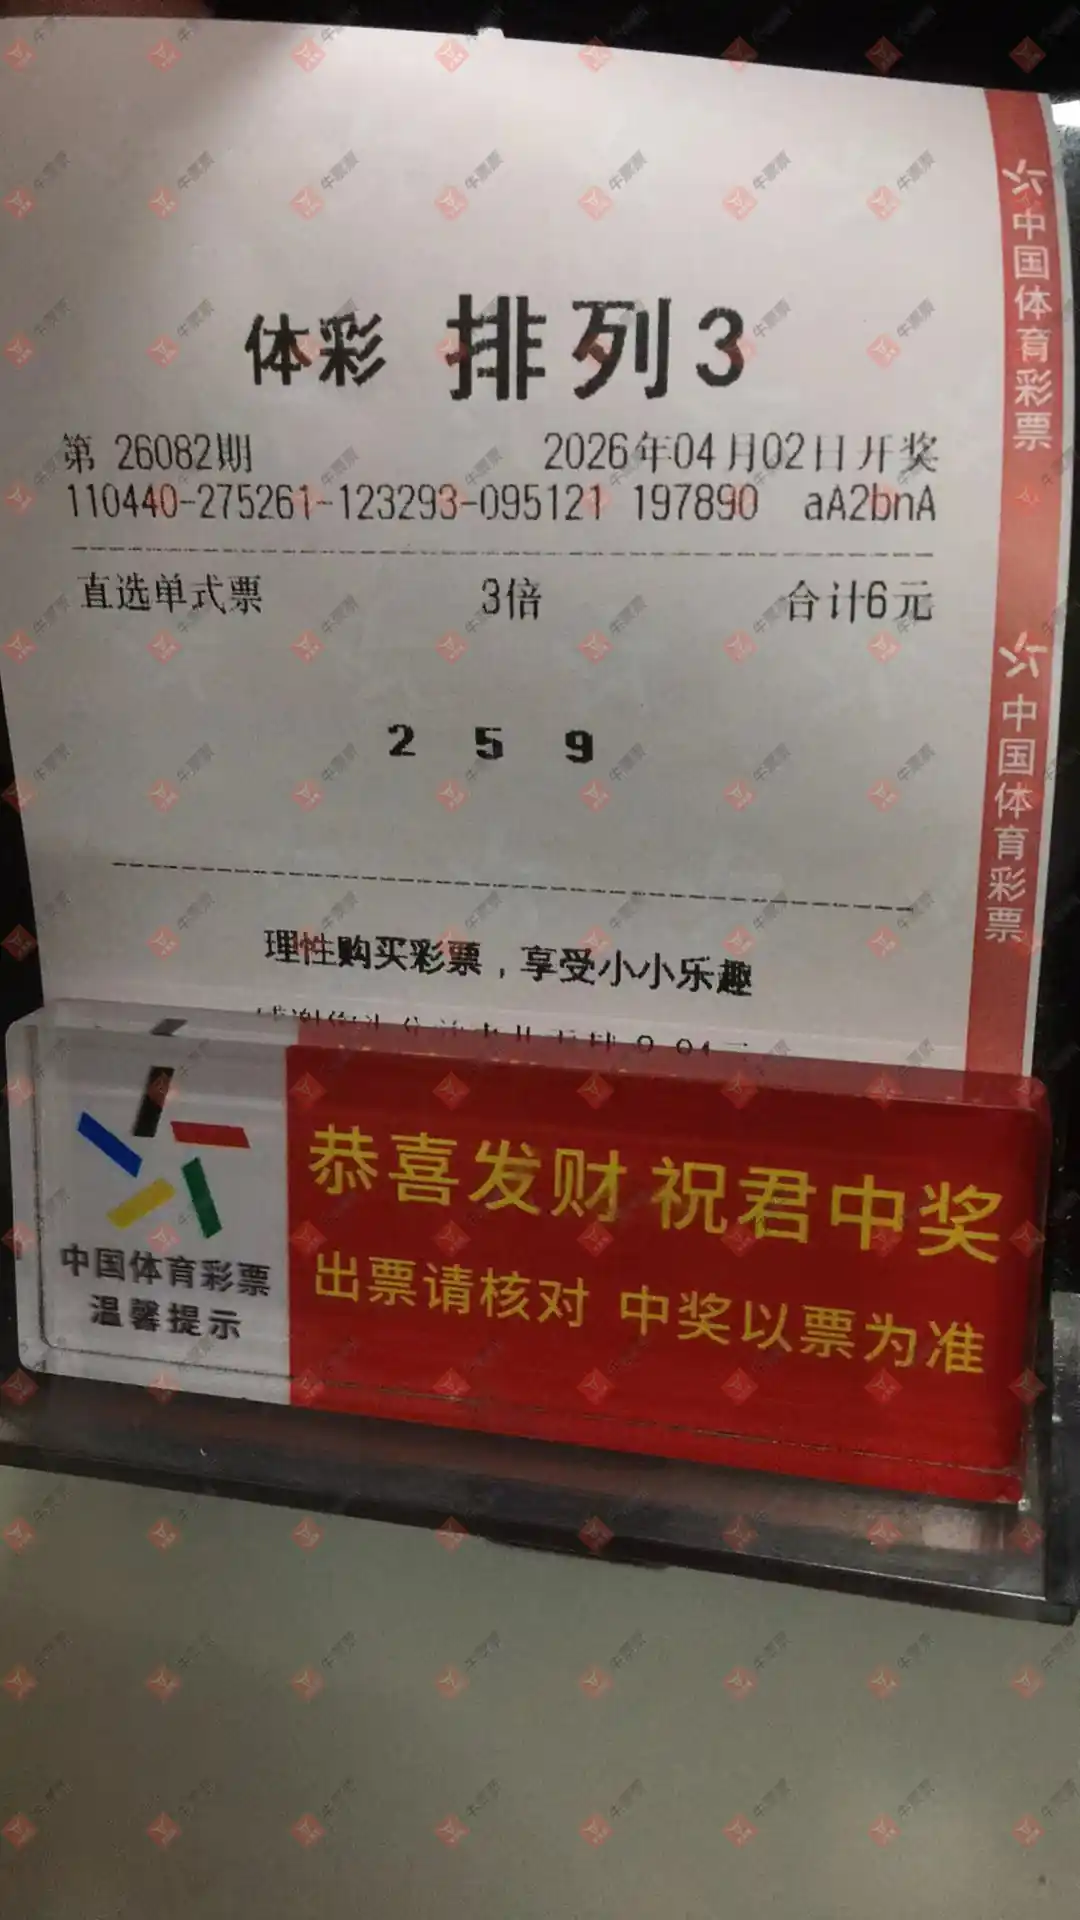 体彩 排列3
第 26082期 2026年04月02日开奖
110440-275261-123293-095121 197890 aA2bnA
直选单式票 3倍 合计6元
2 5 9
理性购买彩票，享受小小乐趣
中国体育彩票
中国体育彩票
恭喜发财 祝君中奖
出票请核对 中奖以票为准
中国体育彩票
温馨提示
牛票票